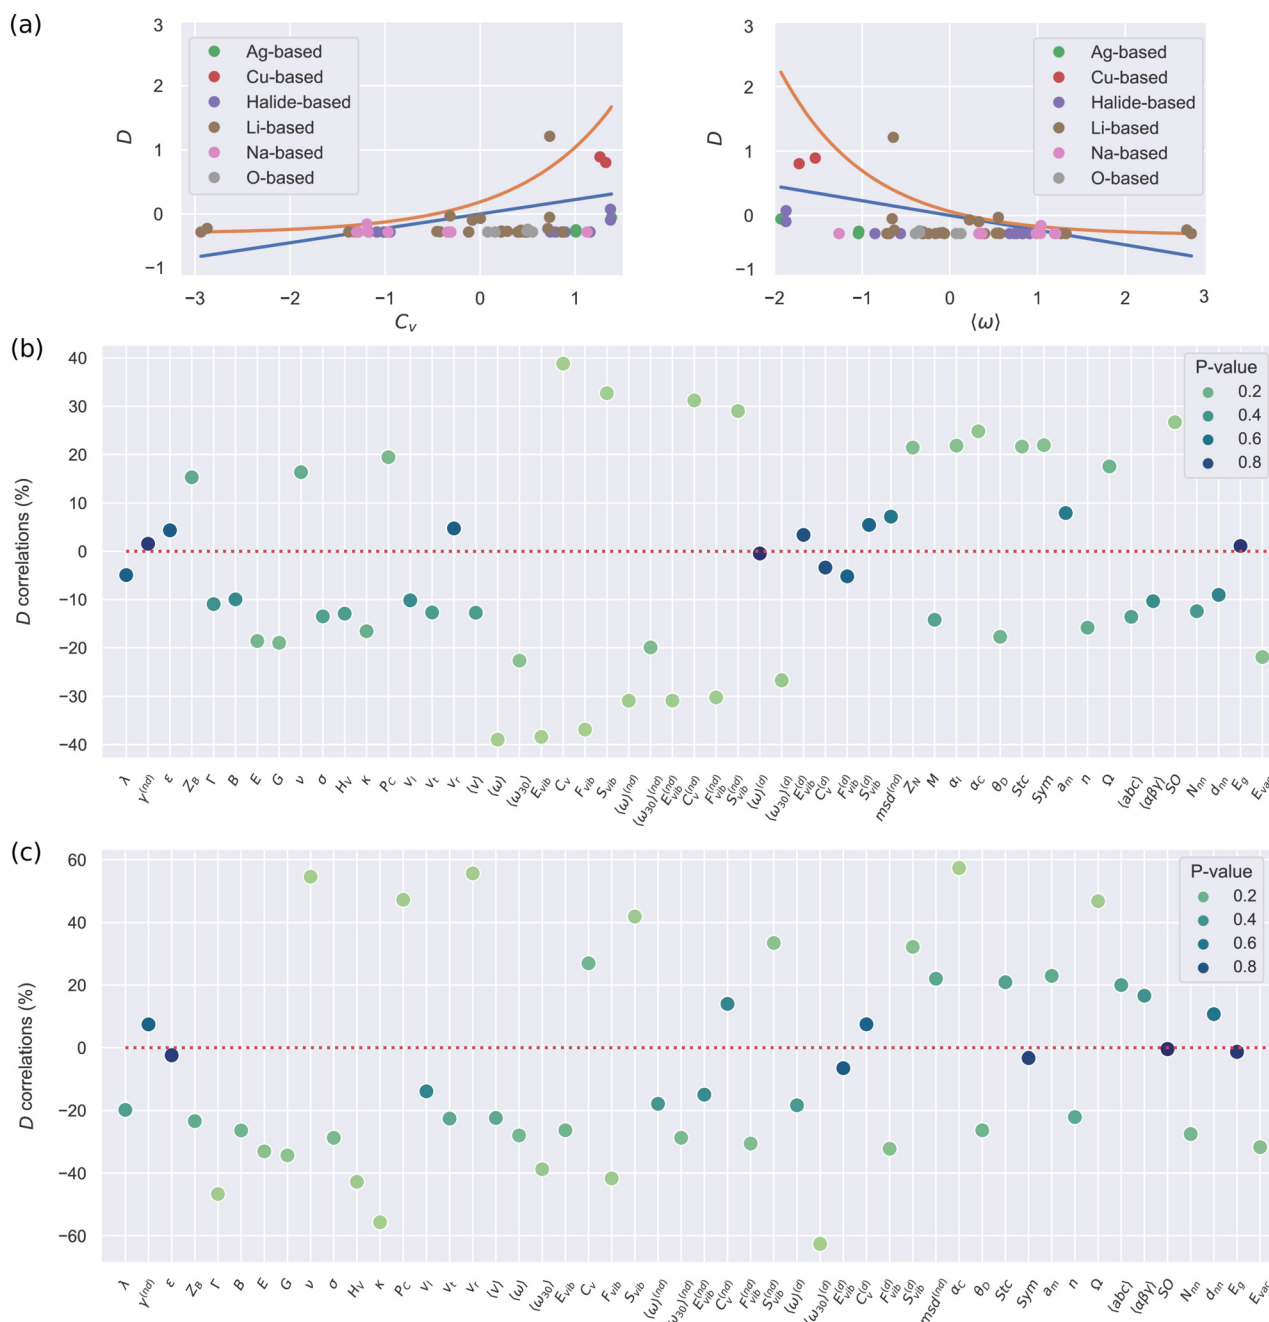 (a)
3
2
1
0
−1
D
Ag-based
Cu-based
Halide-based
Li-based
Na-based
O-based
−3 −2 −1 0 1
C_v
3
2
1
0
−1
D
Ag-based
Cu-based
Halide-based
Li-based
Na-based
O-based
−2 −1 0 1 2 3
⟨ω⟩
(b)
40
30
20
10
0
−10
−20
−30
−40
D correlations (%)
P-value
0.2
0.4
0.6
0.8
λ γ^(nd) ε Z_B Γ B E G ν σ H_V κ P_C v_l v_t v_r ⟨v⟩ ⟨ω⟩ ⟨ω_30⟩ E_vib C_v F_vib S_vib ⟨ω⟩^(nd) ⟨ω_30⟩^(nd) E_vib^(nd) C_v^(nd) F_vib^(nd) S_vib^(nd) ⟨ω⟩^(d) ⟨ω_30⟩^(d) E_vib^(d) C_v^(d) F_vib^(d) S_vib^(d) msd^(nd) Z_N M α_I α_C θ_D Stc Sym a_m n Ω ⟨abc⟩ ⟨αβγ⟩ SO N_nn d_nn E_g E_vac
(c)
60
40
20
0
−20
−40
−60
D correlations (%)
P-value
0.2
0.4
0.6
0.8
λ γ^(nd) ε Z_B Γ B E G ν σ H_V κ P_C v_l v_t v_r ⟨v⟩ ⟨ω⟩ ⟨ω_30⟩ E_vib C_v F_vib S_vib ⟨ω⟩^(nd) ⟨ω_30⟩^(nd) E_vib^(nd) C_v^(nd) F_vib^(nd) S_vib^(nd) ⟨ω⟩^(d) ⟨ω_30⟩^(d) E_vib^(d) C_v^(d) F_vib^(d) S_vib^(d) msd^(nd) α_C θ_D Stc Sym a_m n Ω ⟨abc⟩ ⟨αβγ⟩ SO N_nn d_nn E_g E_vac